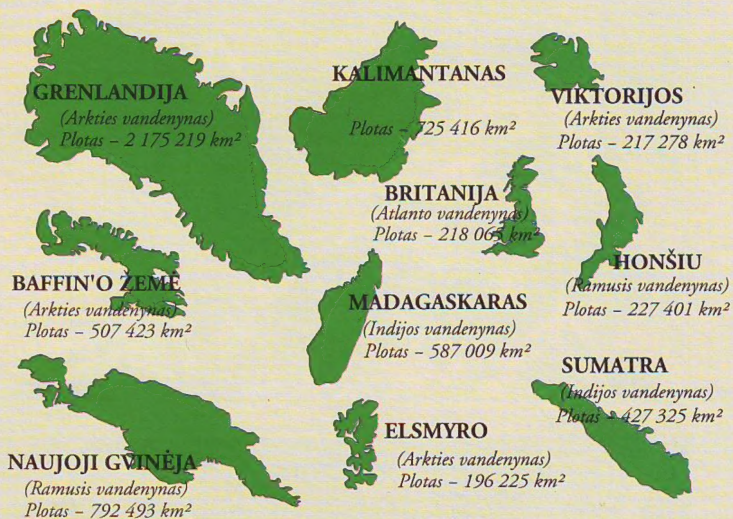 GRENLANDIJA
(Arkties vandenynas)
Plotas – 2 175 219 km²
KALIMANTANAS
Plotas – 725 416 km²
VIKTORIJOS
(Arkties vandenynas)
Plotas – 217 278 km²
BRITANIJA
(Atlanto vandenynas)
Plotas – 218 065 km²
HONŠIU
(Ramusis vandenynas)
Plotas – 227 401 km²
BAFFIN'O ŽEMĖ
(Arkties vandenynas)
Plotas – 507 423 km²
MADAGASKARAS
(Indijos vandenynas)
Plotas – 587 009 km²
SUMATRA
(Indijos vandenynas)
Plotas – 427 325 km²
NAUJOJI GVINĖJA
(Ramusis vandenynas)
Plotas – 792 493 km²
ELSMYRO
(Arkties vandenynas)
Plotas – 196 225 km²